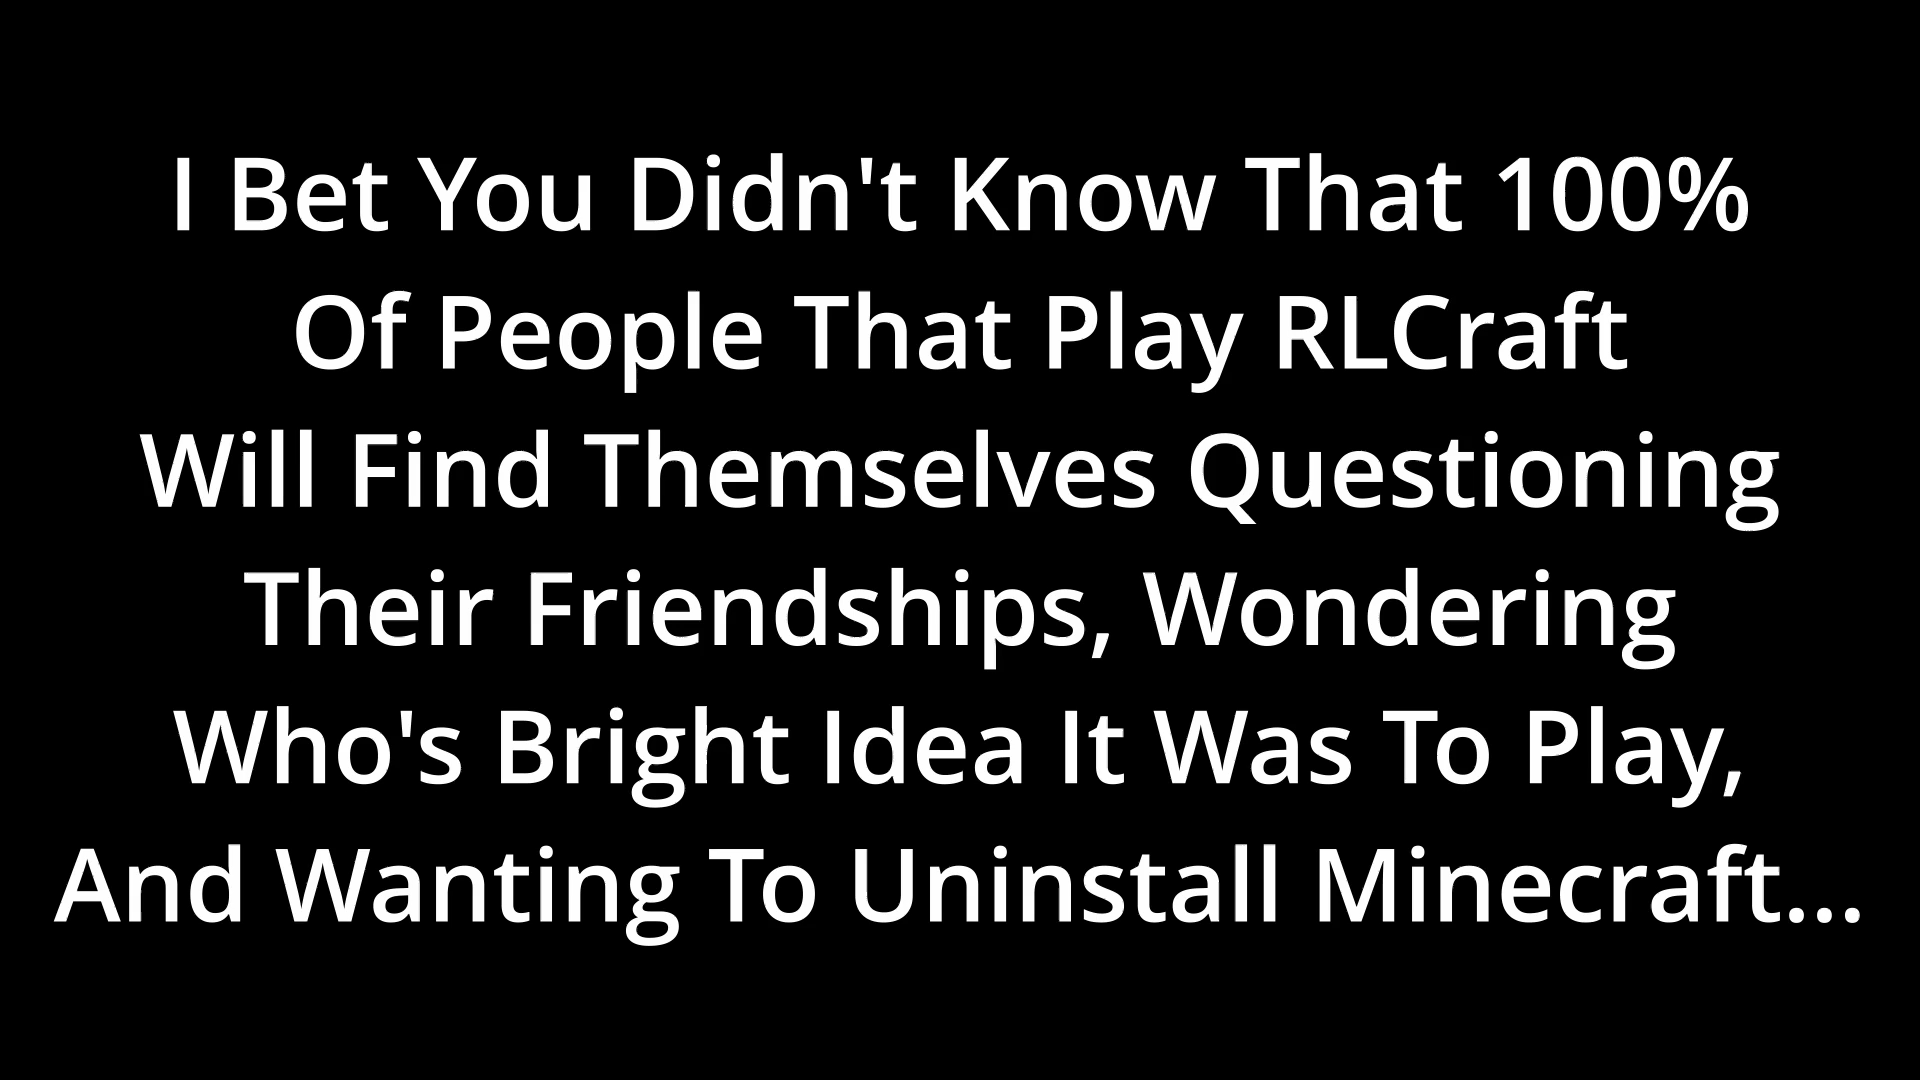 I Bet You Didn't Know That 100%
Of People That Play RLCraft
Will Find Themselves Questioning
Their Friendships, Wondering
Who's Bright Idea It Was To Play,
And Wanting To Uninstall Minecraft...